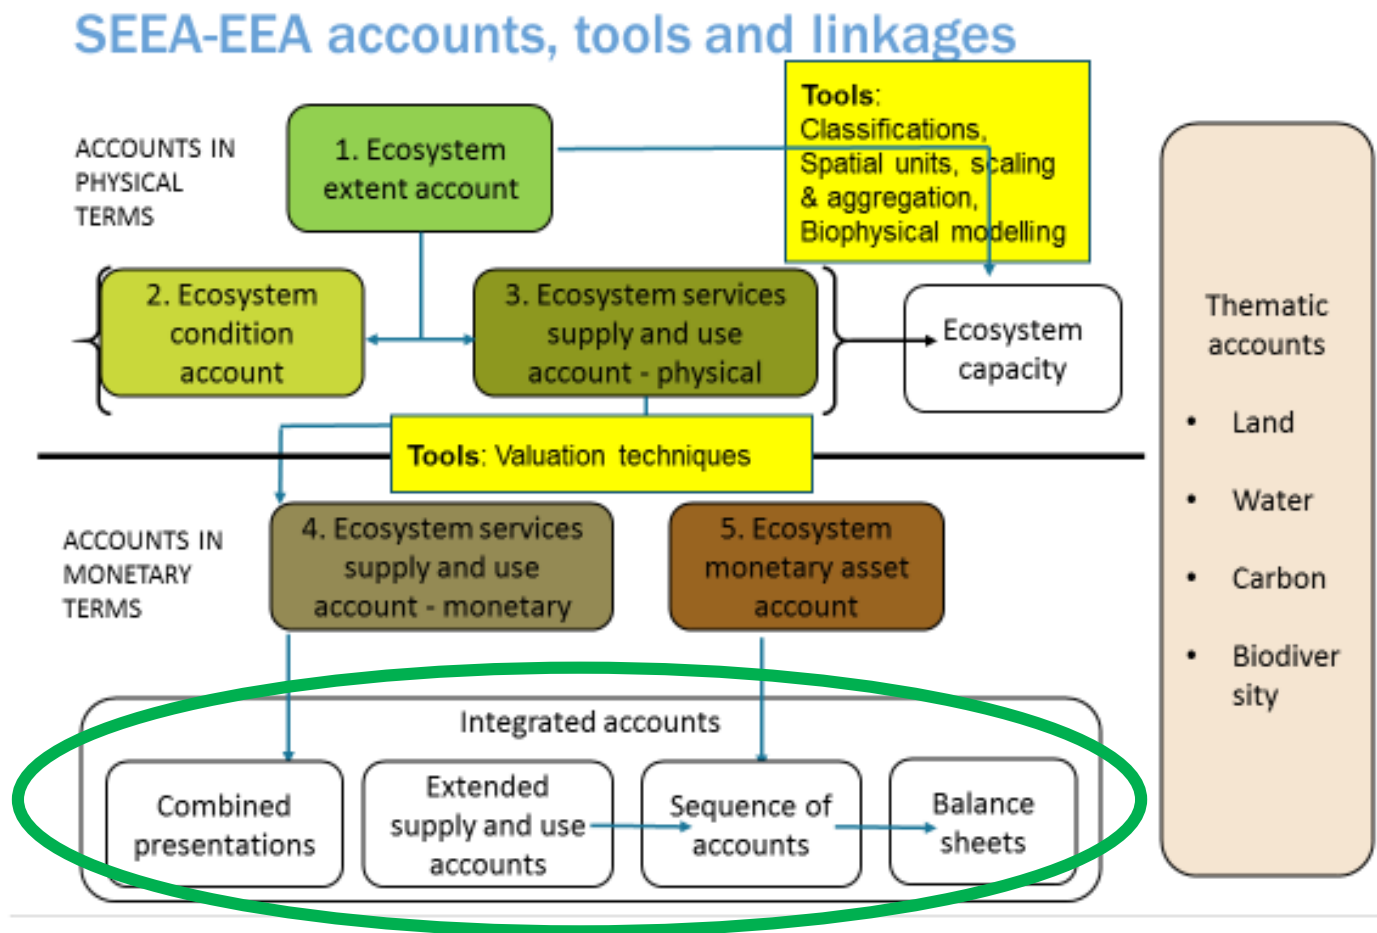 SEEA-EEA accounts, tools and linkages
Tools:
Classifications,
Spatial units, scaling
& aggregation,
Biophysical modelling
ACCOUNTS IN
PHYSICAL
TERMS
1. Ecosystem
extent account
2. Ecosystem
condition
account
3. Ecosystem services
supply and use
account - physical
Ecosystem
capacity
Tools: Valuation techniques
ACCOUNTS IN
MONETARY
TERMS
4. Ecosystem services
supply and use
account - monetary
5. Ecosystem
monetary asset
account
Integrated accounts
Combined
presentations
Extended
supply and use
accounts
Sequence of
accounts
Balance
sheets
Thematic
accounts
• Land
• Water
• Carbon
• Biodiver
sity